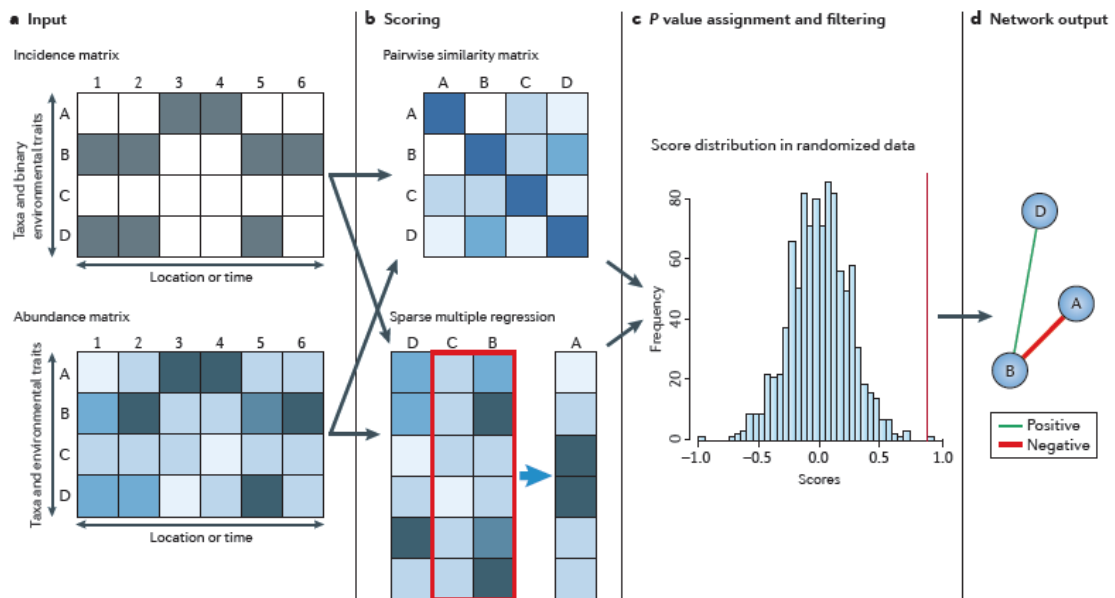 a Input
Incidence matrix
1 2 3 4 5 6
A
B
C
D
Taxa and binary
environmental traits
Location or time
Abundance matrix
1 2 3 4 5 6
A
B
C
D
Taxa and environmental traits
Location or time
b Scoring
Pairwise similarity matrix
A B C D
A
B
C
D
Sparse multiple regression
D C B A
c P value assignment and filtering
Score distribution in randomized data
Frequency
80
60
40
20
0
−1.0 −0.5 0.0 0.5 1.0
Scores
d Network output
D
A
B
Positive
Negative